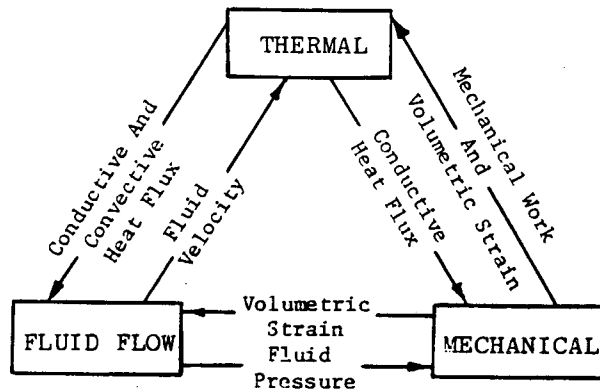 THERMAL
Conductive And
Convective
Heat Flux
Fluid
Velocity
Conductive
Heat Flux
Mechanical Work
And
Volumetric Strain
Volumetric
Strain
Fluid
Pressure
FLUID FLOW
MECHANICAL